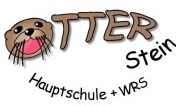 OTTER
Stein
Hauptschule + WRS